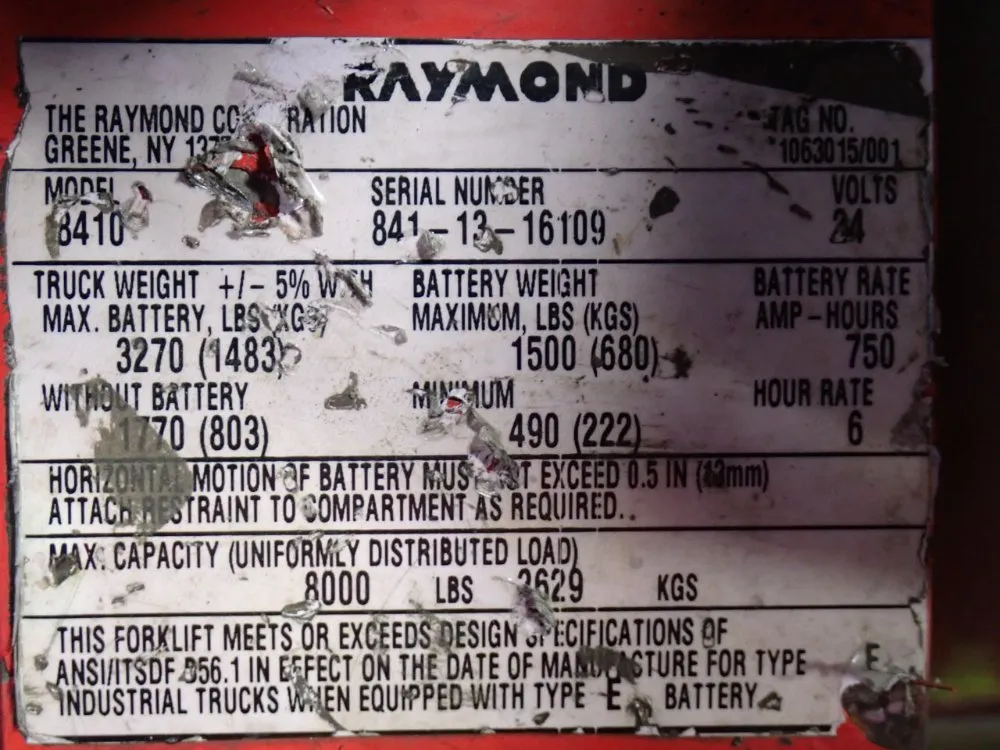 RAYMOND
THE RAYMOND CORPORATION
GREENE, NY
TAG NO.
1063015/001
MODEL SERIAL NUMBER VOLTS
8410 841-13-16109 24
TRUCK WEIGHT +/- 5% WITH BATTERY WEIGHT BATTERY RATE
MAX. BATTERY, LBS (KGS) MAXIMUM, LBS (KGS) AMP-HOURS
3270 (1483) 1500 (680) 750
WITHOUT BATTERY MINIMUM HOUR RATE
1770 (803) 490 (222) 6
HORIZONTAL MOTION OF BATTERY MUST NOT EXCEED 0.5 IN (13mm)
ATTACH RESTRAINT TO COMPARTMENT AS REQUIRED.
MAX. CAPACITY (UNIFORMLY DISTRIBUTED LOAD)
8000 LBS 3629 KGS
THIS FORKLIFT MEETS OR EXCEEDS DESIGN SPECIFICATIONS OF
ANSI/ITSDF B56.1 IN EFFECT ON THE DATE OF MANUFACTURE FOR TYPE E
INDUSTRIAL TRUCKS WHEN EQUIPPED WITH TYPE E BATTERY